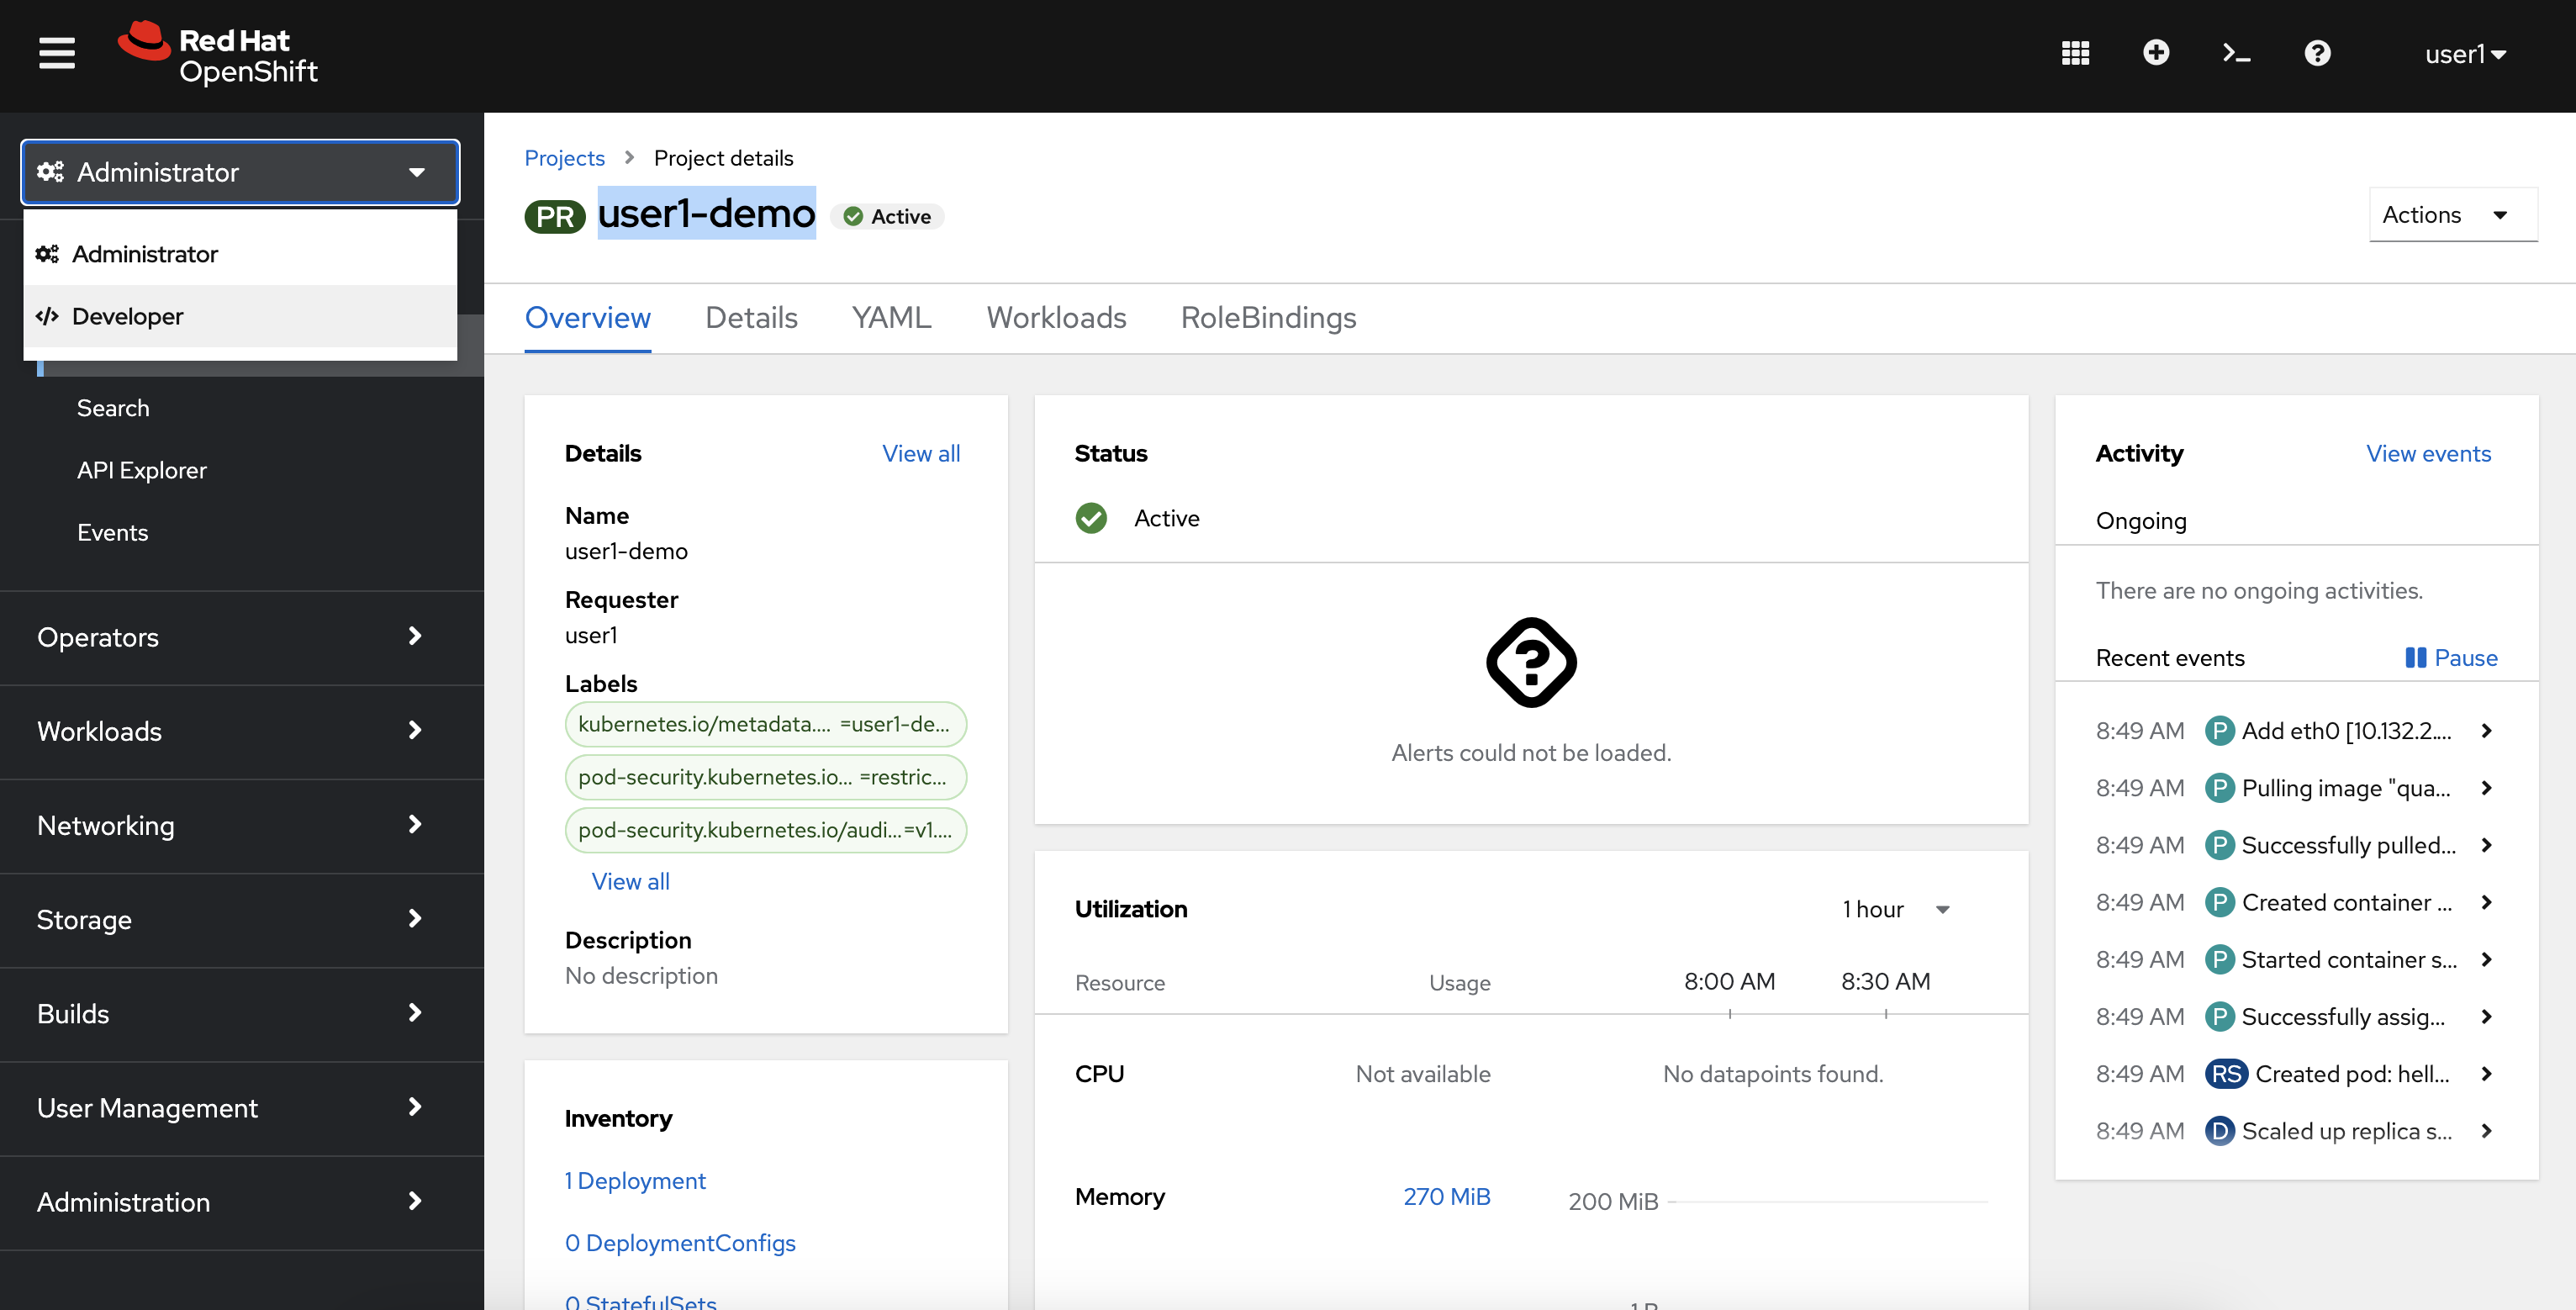 Red Hat
OpenShift
user1
Administrator
Administrator
Developer
Search
API Explorer
Events
Operators
Workloads
Networking
Storage
Builds
User Management
Administration
Projects > Project details
PR user1-demo Active
Actions
Overview Details YAML Workloads RoleBindings
Details View all
Name
user1-demo
Requester
user1
Labels
kubernetes.io/metadata.... =user1-de...
pod-security.kubernetes.io... =restric...
pod-security.kubernetes.io/audi...=v1....
View all
Description
No description
Inventory
1 Deployment
0 DeploymentConfigs
0 StatefulSets
Status
Active
Alerts could not be loaded.
Utilization 1 hour
Resource Usage 8:00 AM 8:30 AM
CPU Not available No datapoints found.
Memory 270 MiB 200 MiB
Activity View events
Ongoing
There are no ongoing activities.
Recent events Pause
8:49 AM P Add eth0 [10.132.2....
8:49 AM P Pulling image "qua...
8:49 AM P Successfully pulled...
8:49 AM P Created container ...
8:49 AM P Started container s...
8:49 AM P Successfully assig...
8:49 AM RS Created pod: hell...
8:49 AM D Scaled up replica s...